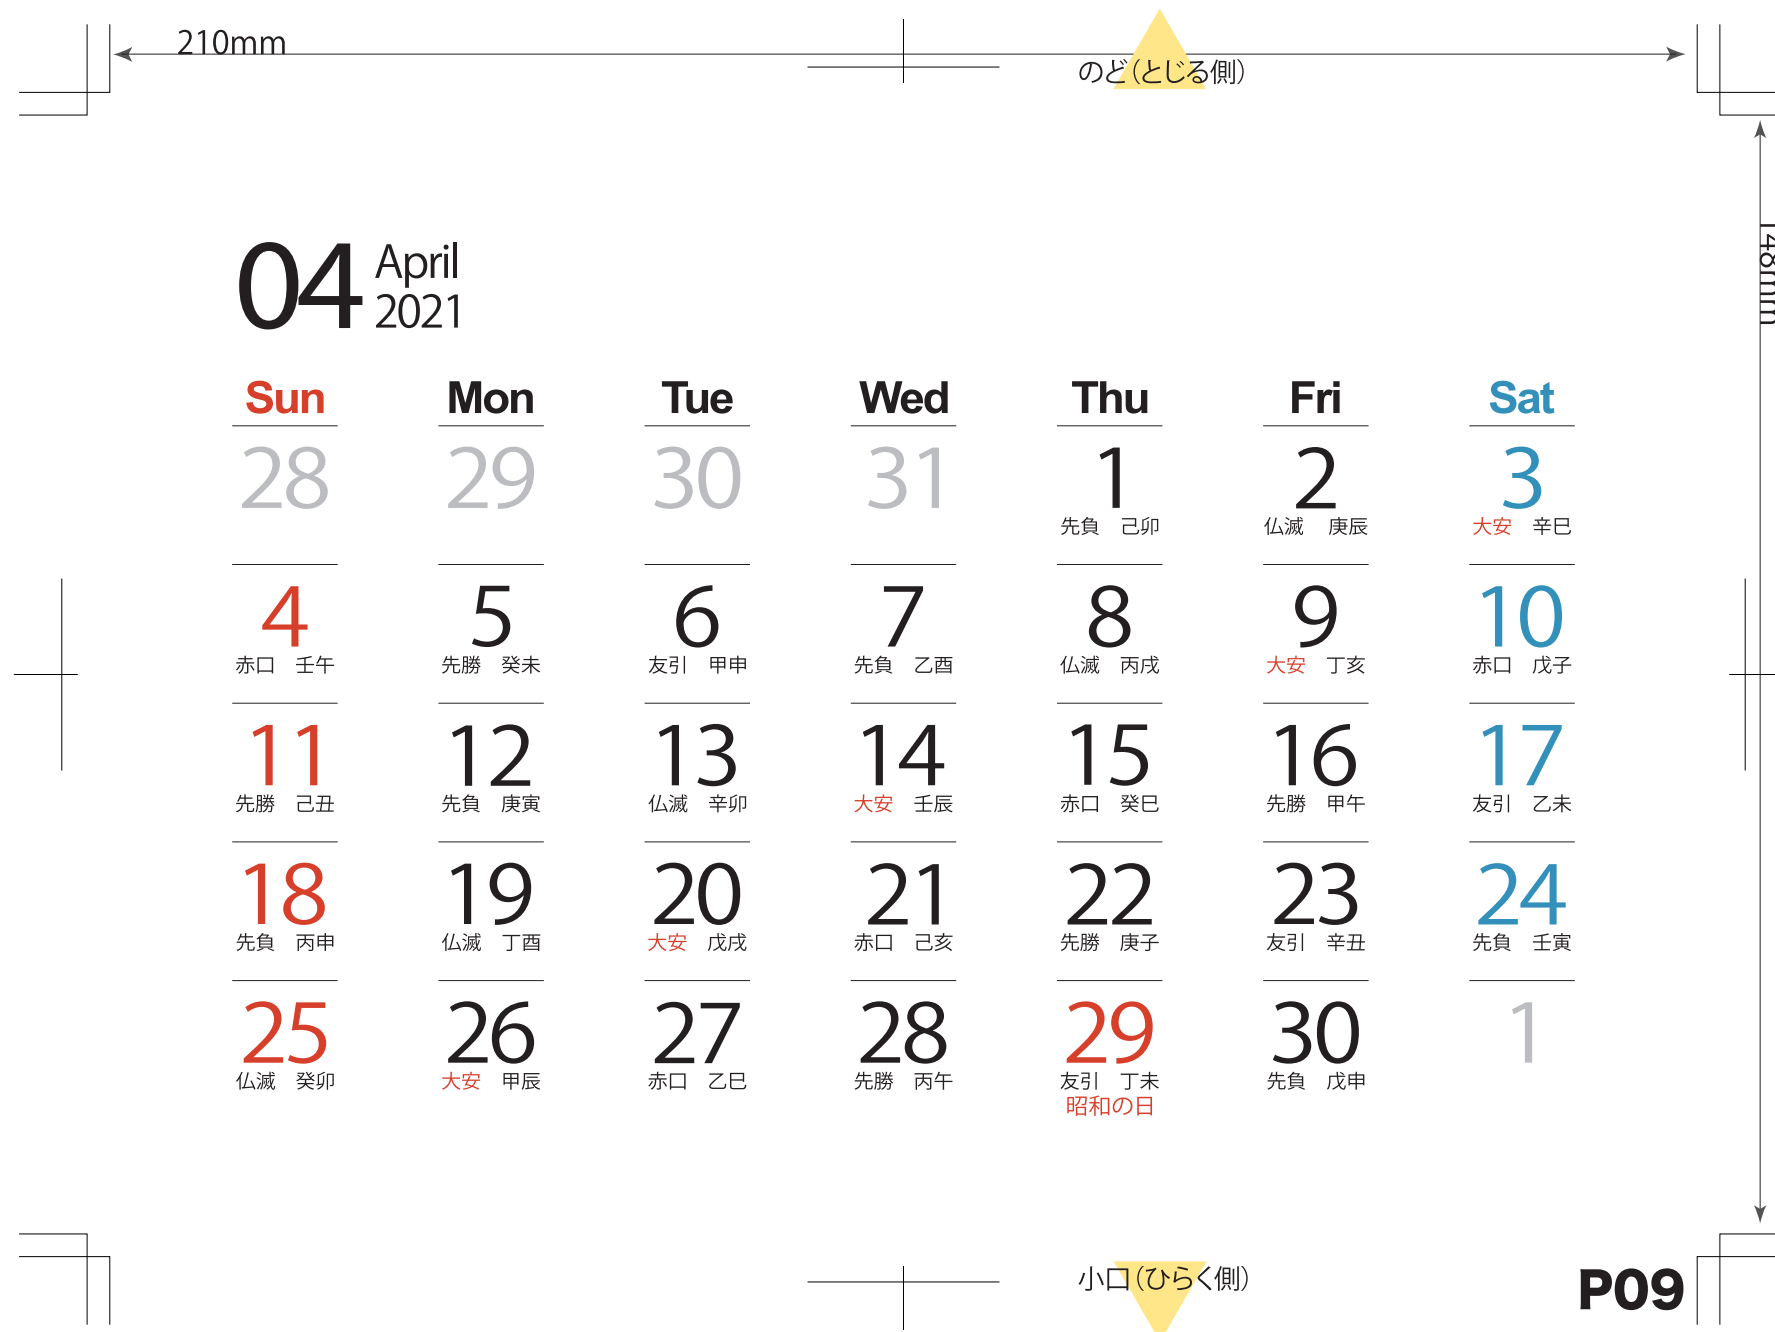 210mm
のど（とじる側）
148mm
04 April
2021
Sun Mon Tue Wed Thu Fri Sat
28 29 30 31 1 2 3
先負 己卯 仏滅 庚辰 大安 辛巳
4 5 6 7 8 9 10
赤口 壬午 先勝 癸未 友引 甲申 先負 乙酉 仏滅 丙戌 大安 丁亥 赤口 戊子
11 12 13 14 15 16 17
先勝 己丑 先負 庚寅 仏滅 辛卯 大安 壬辰 赤口 癸巳 先勝 甲午 友引 乙未
18 19 20 21 22 23 24
先負 丙申 仏滅 丁酉 大安 戊戌 赤口 己亥 先勝 庚子 友引 辛丑 先負 壬寅
25 26 27 28 29 30 1
仏滅 癸卯 大安 甲辰 赤口 乙巳 先勝 丙午 友引 丁未 先負 戊申
昭和の日
小口（ひらく側）
P09